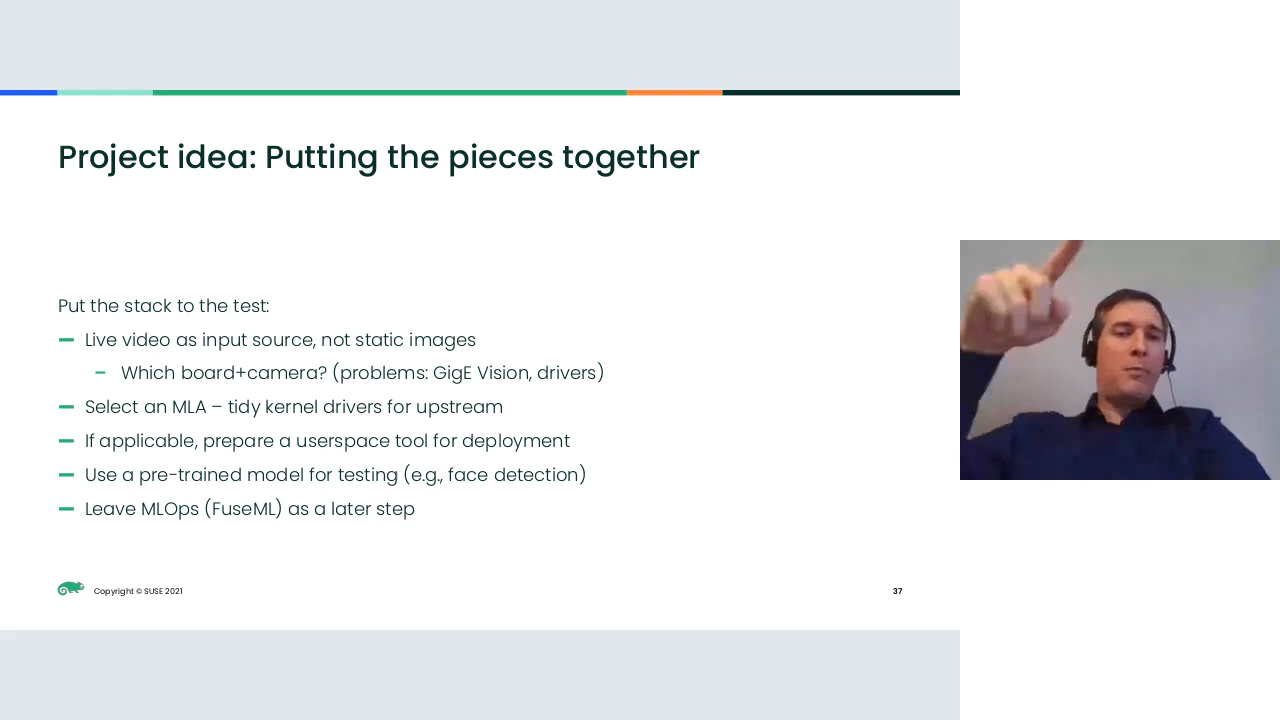 Project idea: Putting the pieces together
Put the stack to the test:
Live video as input source, not static images
Which board+camera? (problems: GigE Vision, drivers)
Select an MLA – tidy kernel drivers for upstream
If applicable, prepare a userspace tool for deployment
Use a pre-trained model for testing (e.g., face detection)
Leave MLOps (FuseML) as a later step
Copyright © SUSE 2021
37